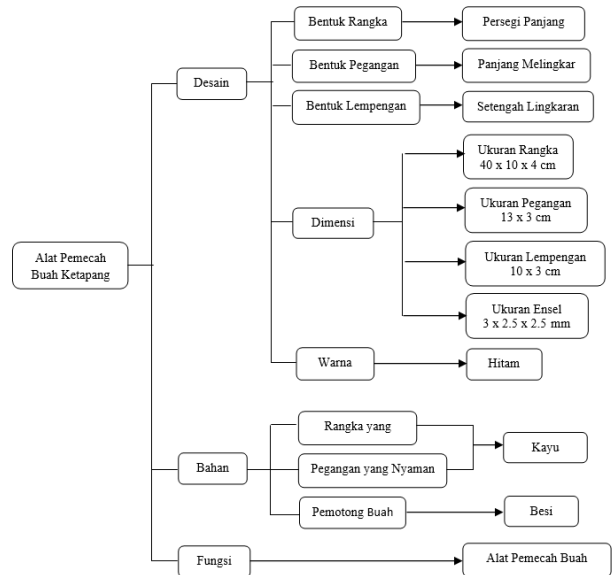 Bentuk Rangka
Persegi Panjang
Bentuk Pegangan
Panjang Melingkar
Desain
Bentuk Lempengan
Setengah Lingkaran
Ukuran Rangka
40 x 10 x 4 cm
Dimensi
Ukuran Pegangan
13 x 3 cm
Alat Pemecah
Buah Ketapang
Ukuran Lempengan
10 x 3 cm
Ukuran Ensel
3 x 2.5 x 2.5 mm
Warna
Hitam
Rangka yang
Kayu
Bahan
Pegangan yang Nyaman
Pemotong Buah
Besi
Fungsi
Alat Pemecah Buah